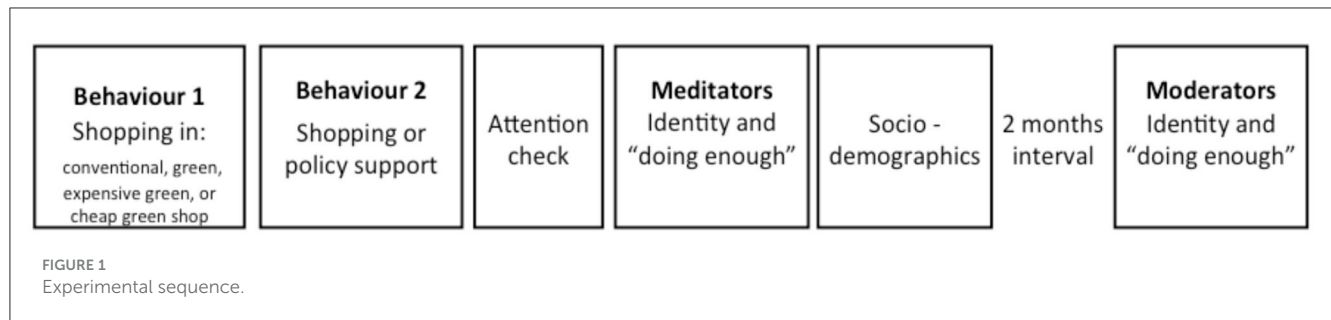 Behaviour 1
Shopping in:
conventional, green,
expensive green, or
cheap green shop
Behaviour 2
Shopping or
policy support
Attention
check
Meditators
Identity and
“doing enough”
Socio -
demographics
2 months
interval
Moderators
Identity and
“doing enough”
FIGURE 1
Experimental sequence.